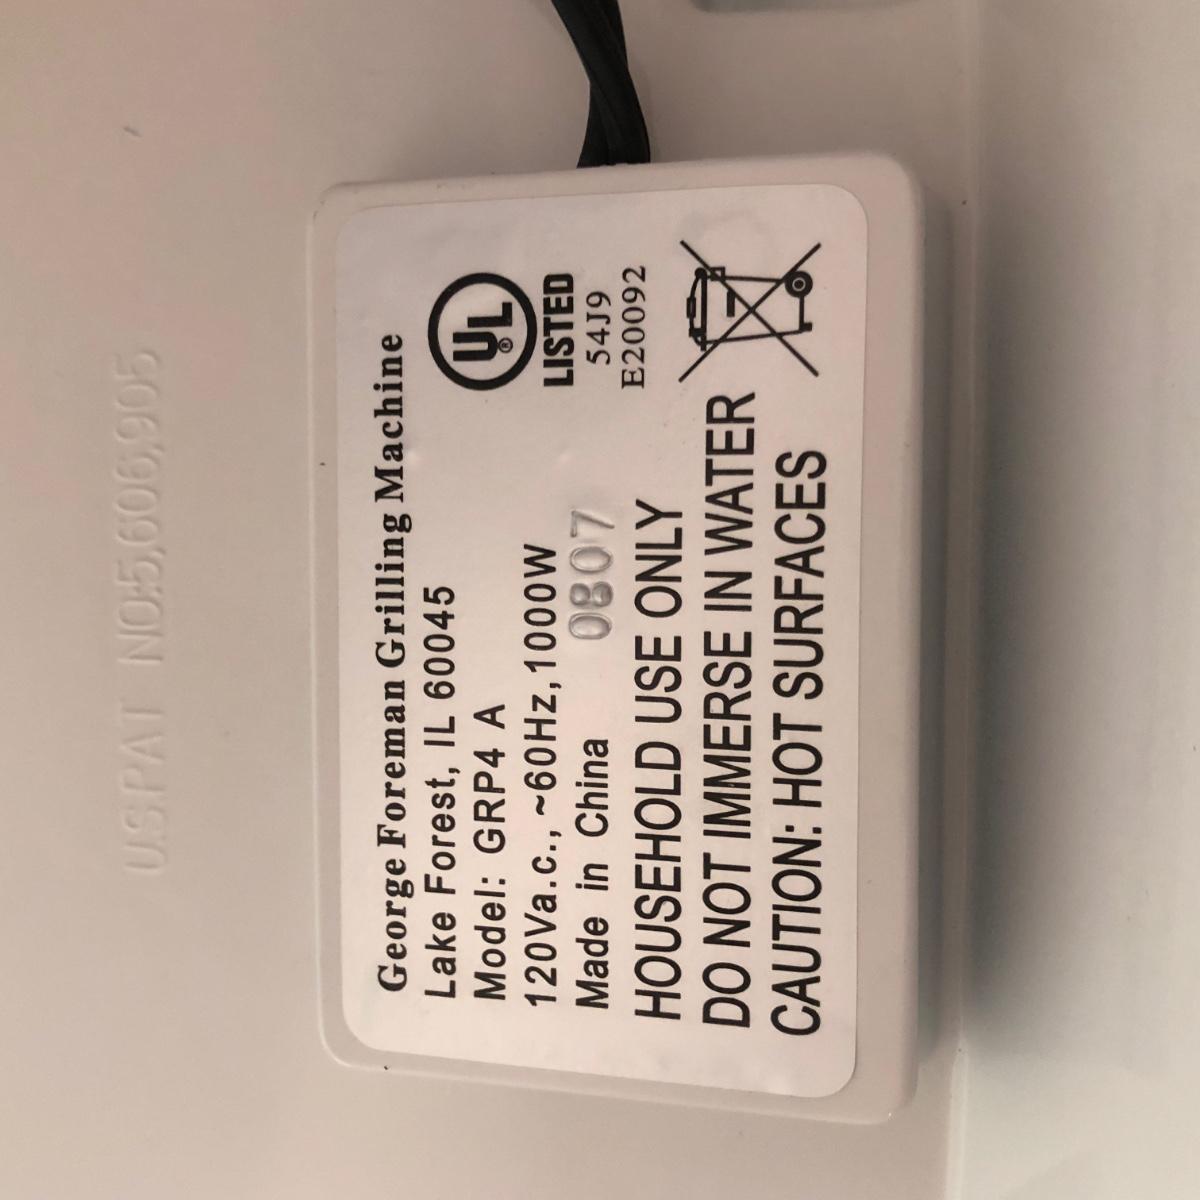 U.S.PAT NO:5,606,905
George Foreman Grilling Machine
Lake Forest, IL 60045
Model: GRP4 A
120Va.c., ~60Hz, 1000W
Made in China 0807
HOUSEHOLD USE ONLY
DO NOT IMMERSE IN WATER
CAUTION: HOT SURFACES
UL ®
LISTED
54J9
E20092